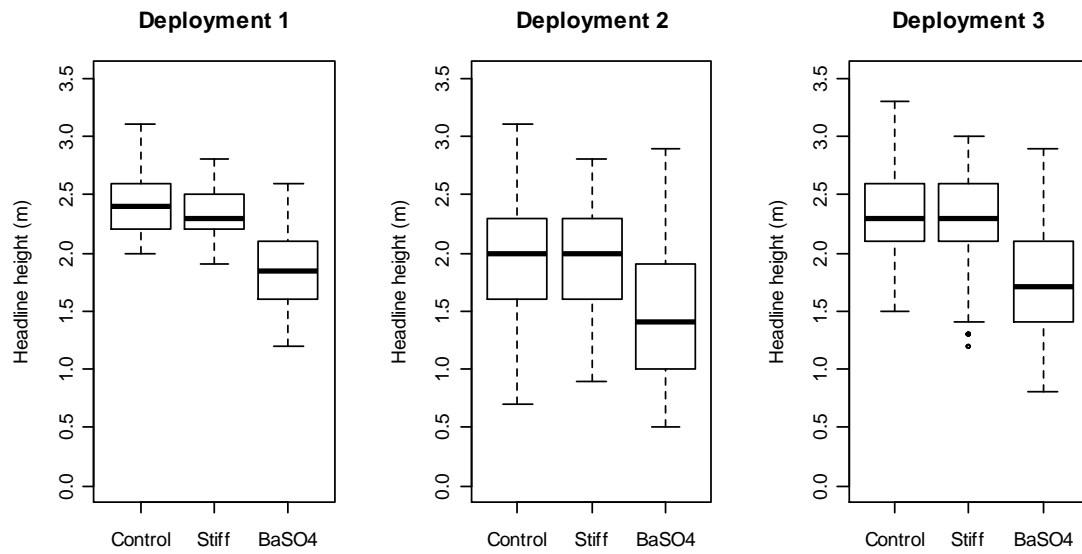 Deployment 1
Headline height (m)
3.5
3.0
2.5
2.0
1.5
1.0
0.5
0.0
Control Stiff BaSO4
Deployment 2
Headline height (m)
3.5
3.0
2.5
2.0
1.5
1.0
0.5
0.0
Control Stiff BaSO4
Deployment 3
Headline height (m)
3.5
3.0
2.5
2.0
1.5
1.0
0.5
0.0
Control Stiff BaSO4